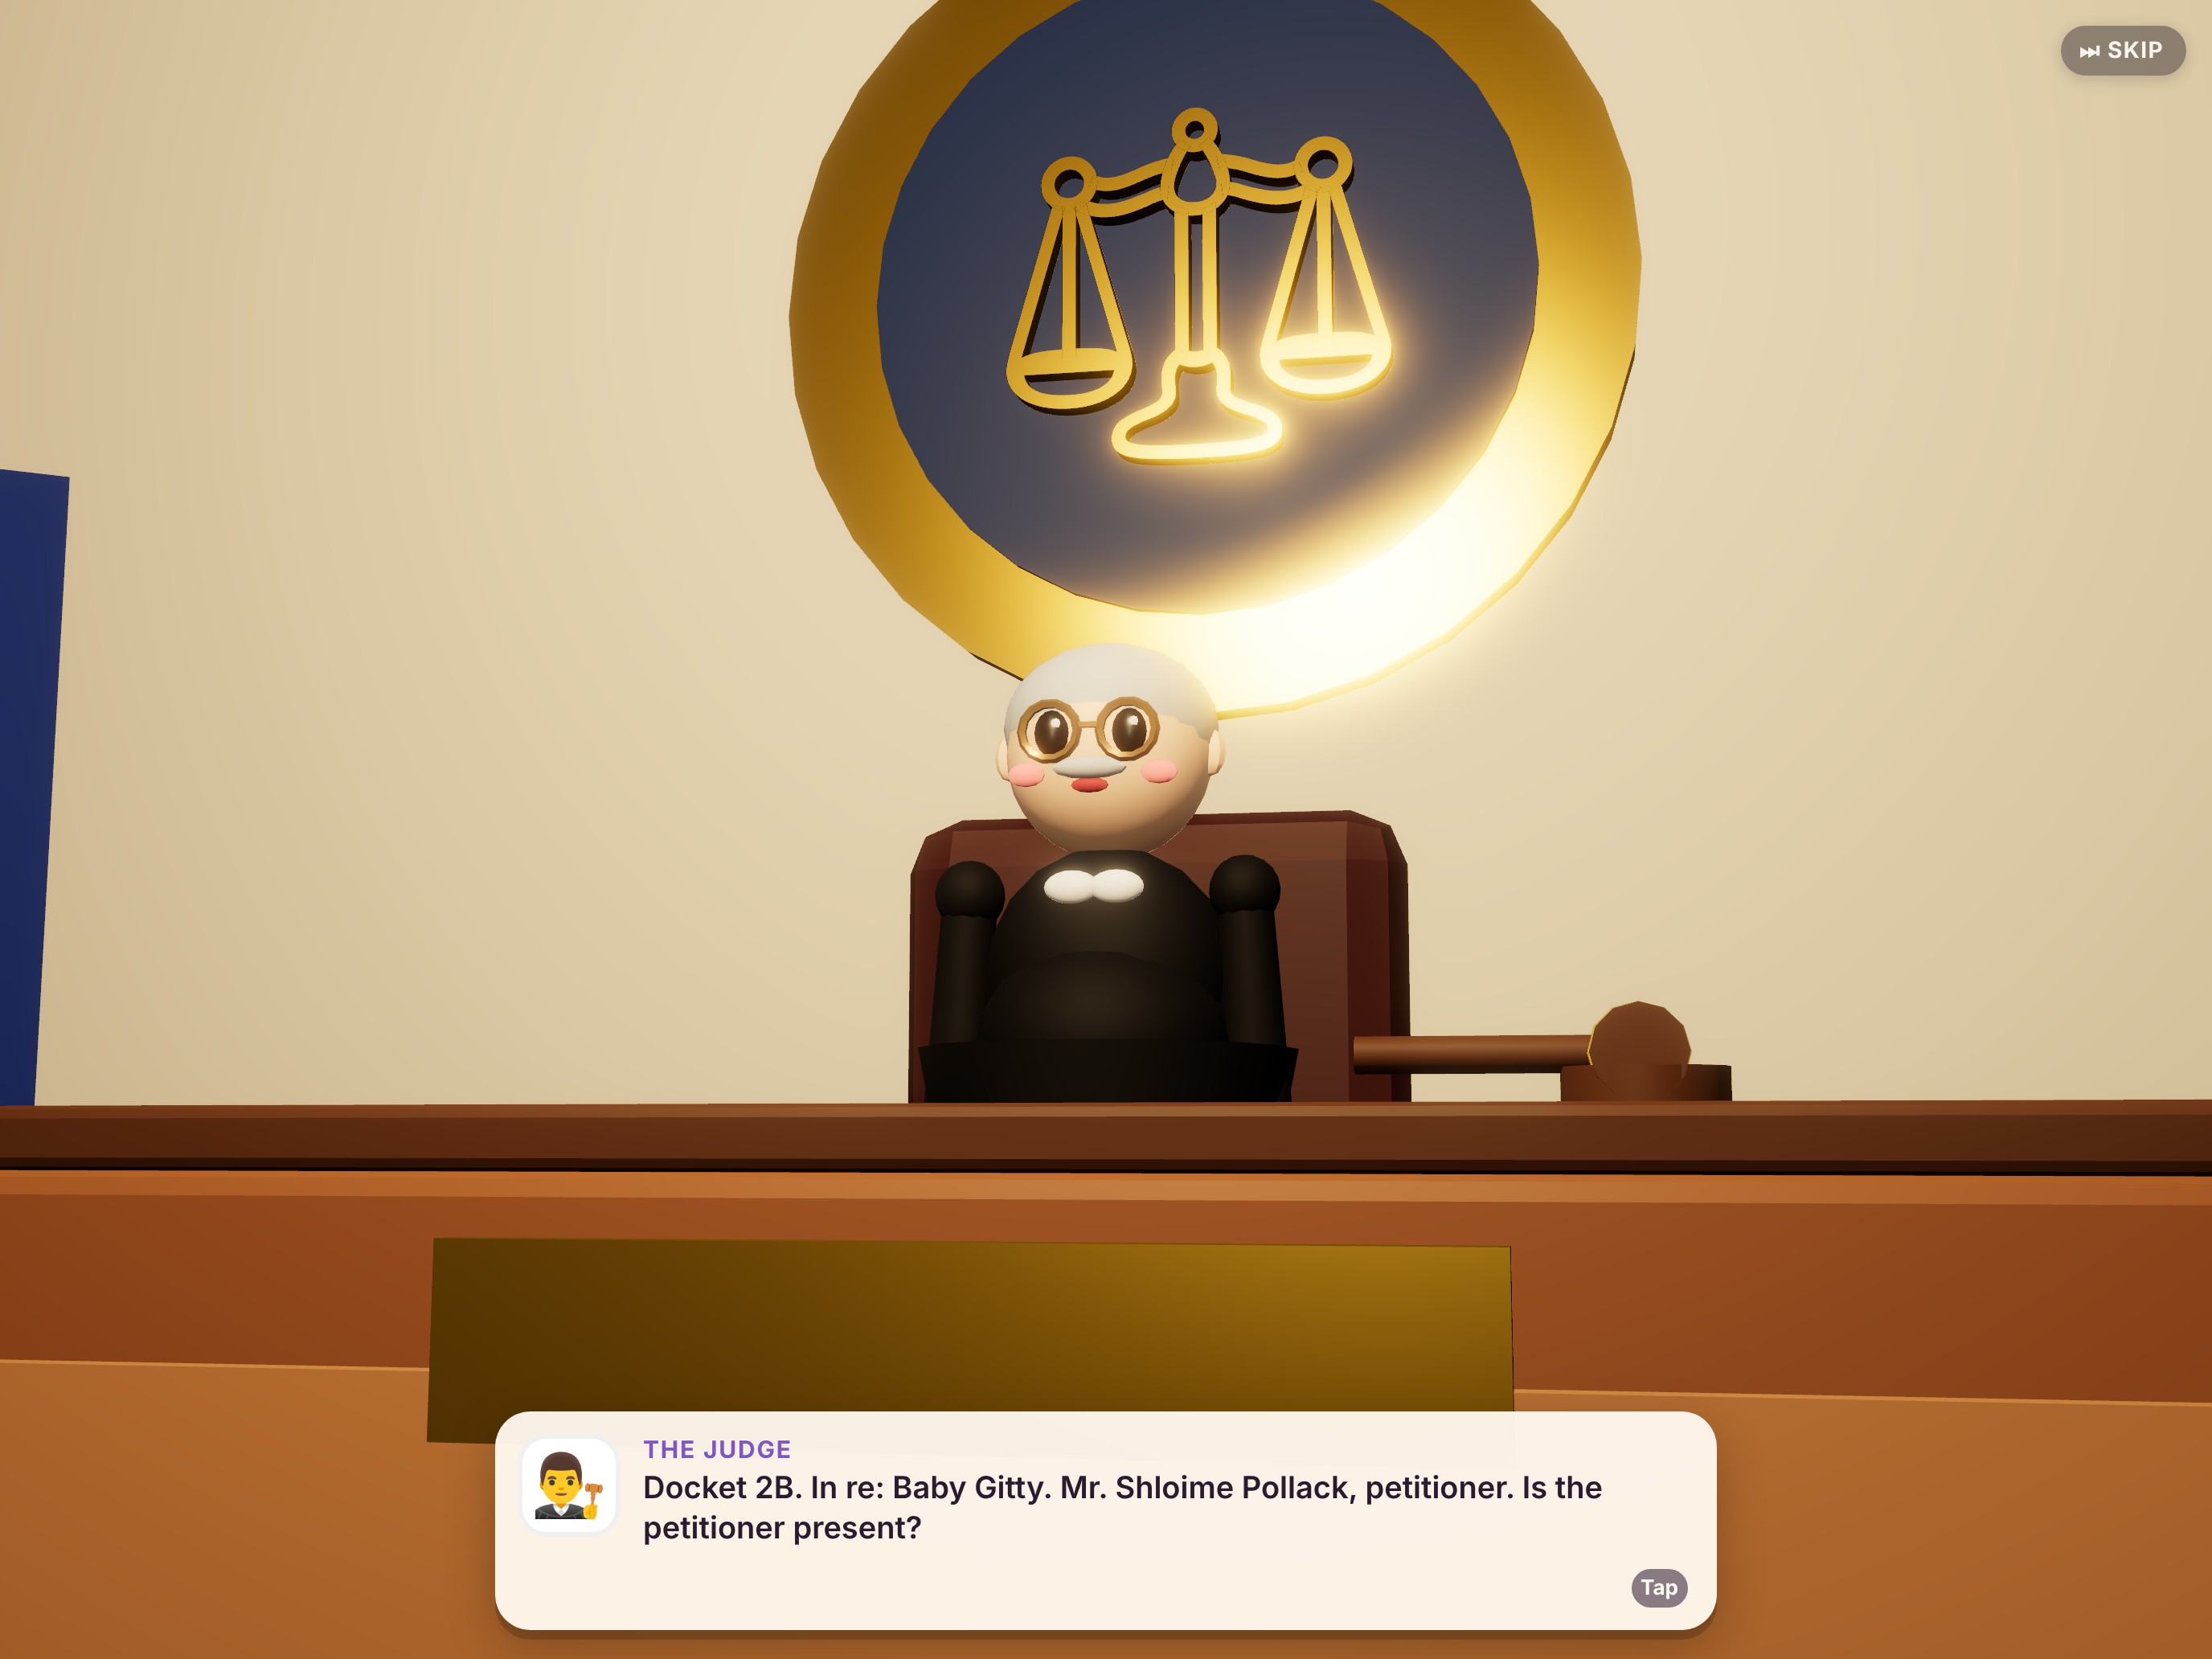 SKIP
THE JUDGE
Docket 2B. In re: Baby Gitty. Mr. Shloime Pollack, petitioner. Is the
petitioner present?
Tap